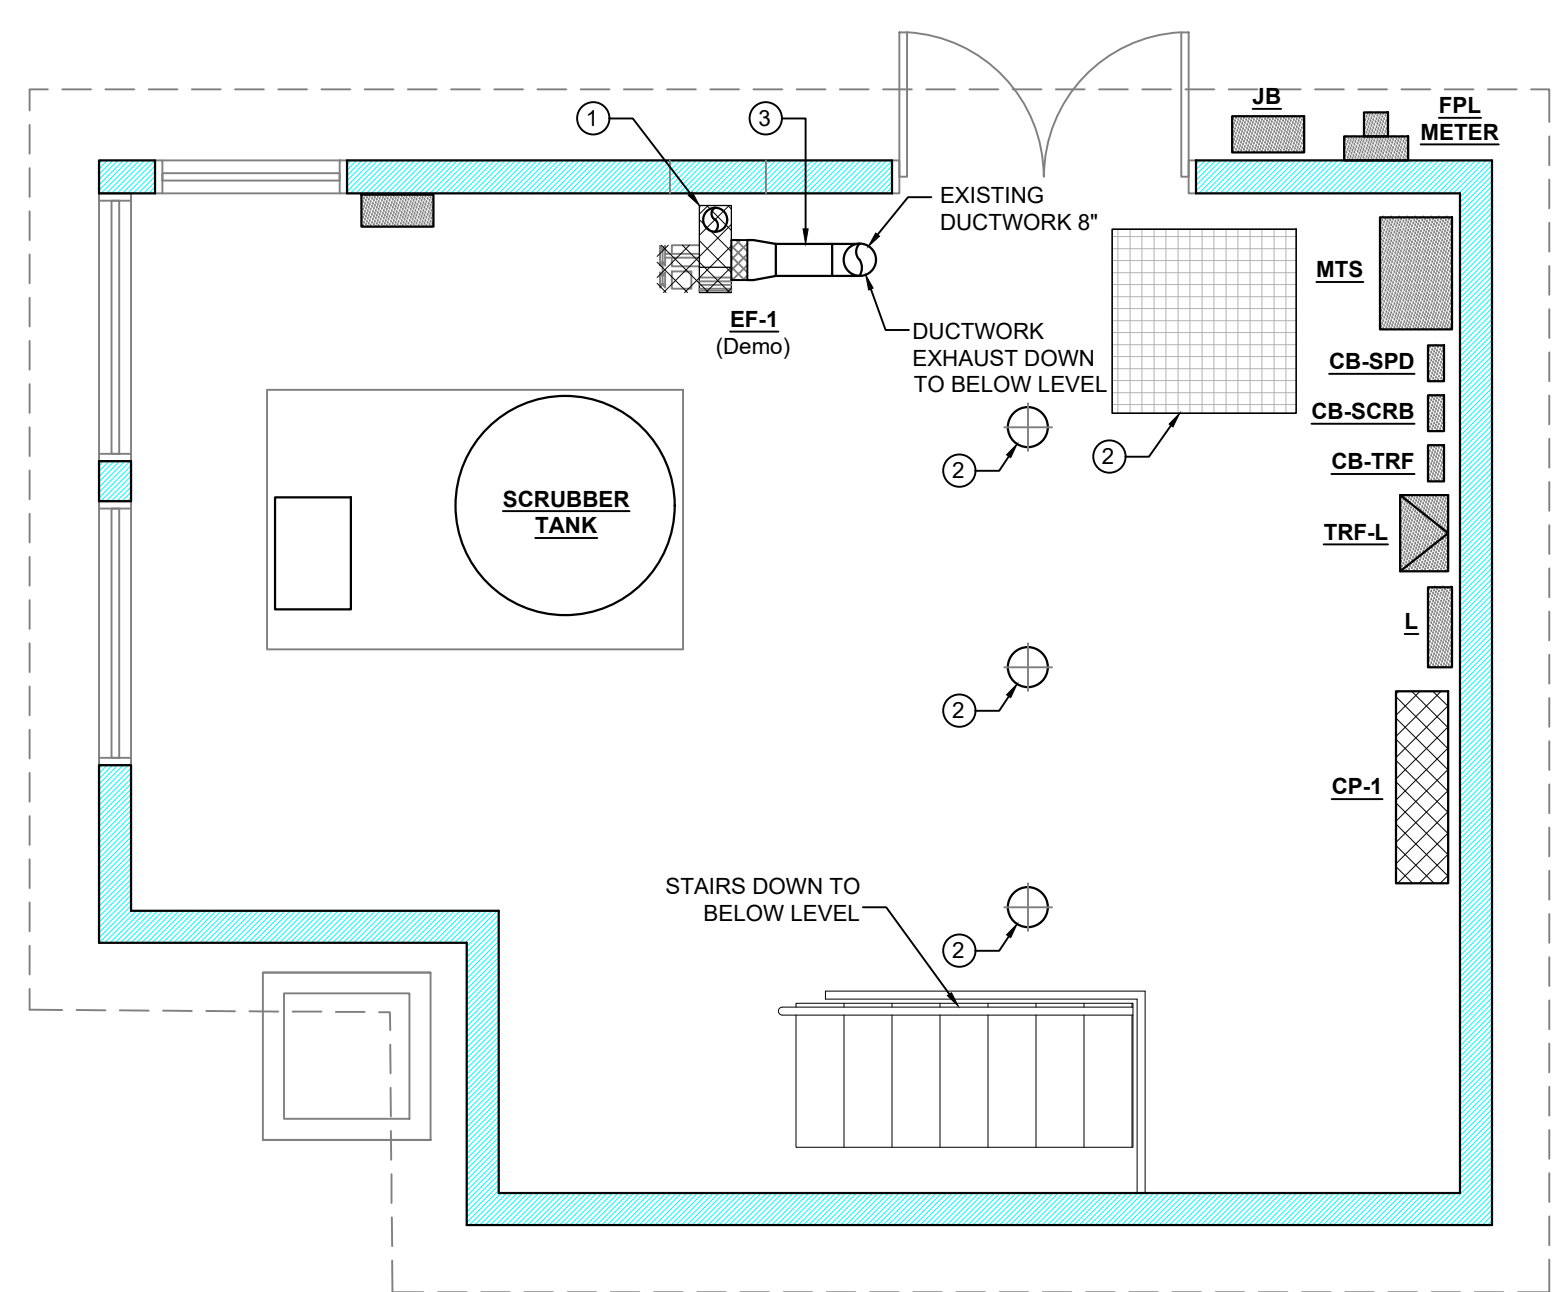 JB
FPL
METER
1
3
EXISTING
DUCTWORK 8"
MTS
EF-1
(Demo)
DUCTWORK
EXHAUST DOWN
TO BELOW LEVEL
CB-SPD
CB-SCRB
2
2
CB-TRF
SCRUBBER
TANK
TRF-L
L
2
CP-1
STAIRS DOWN TO
BELOW LEVEL
2